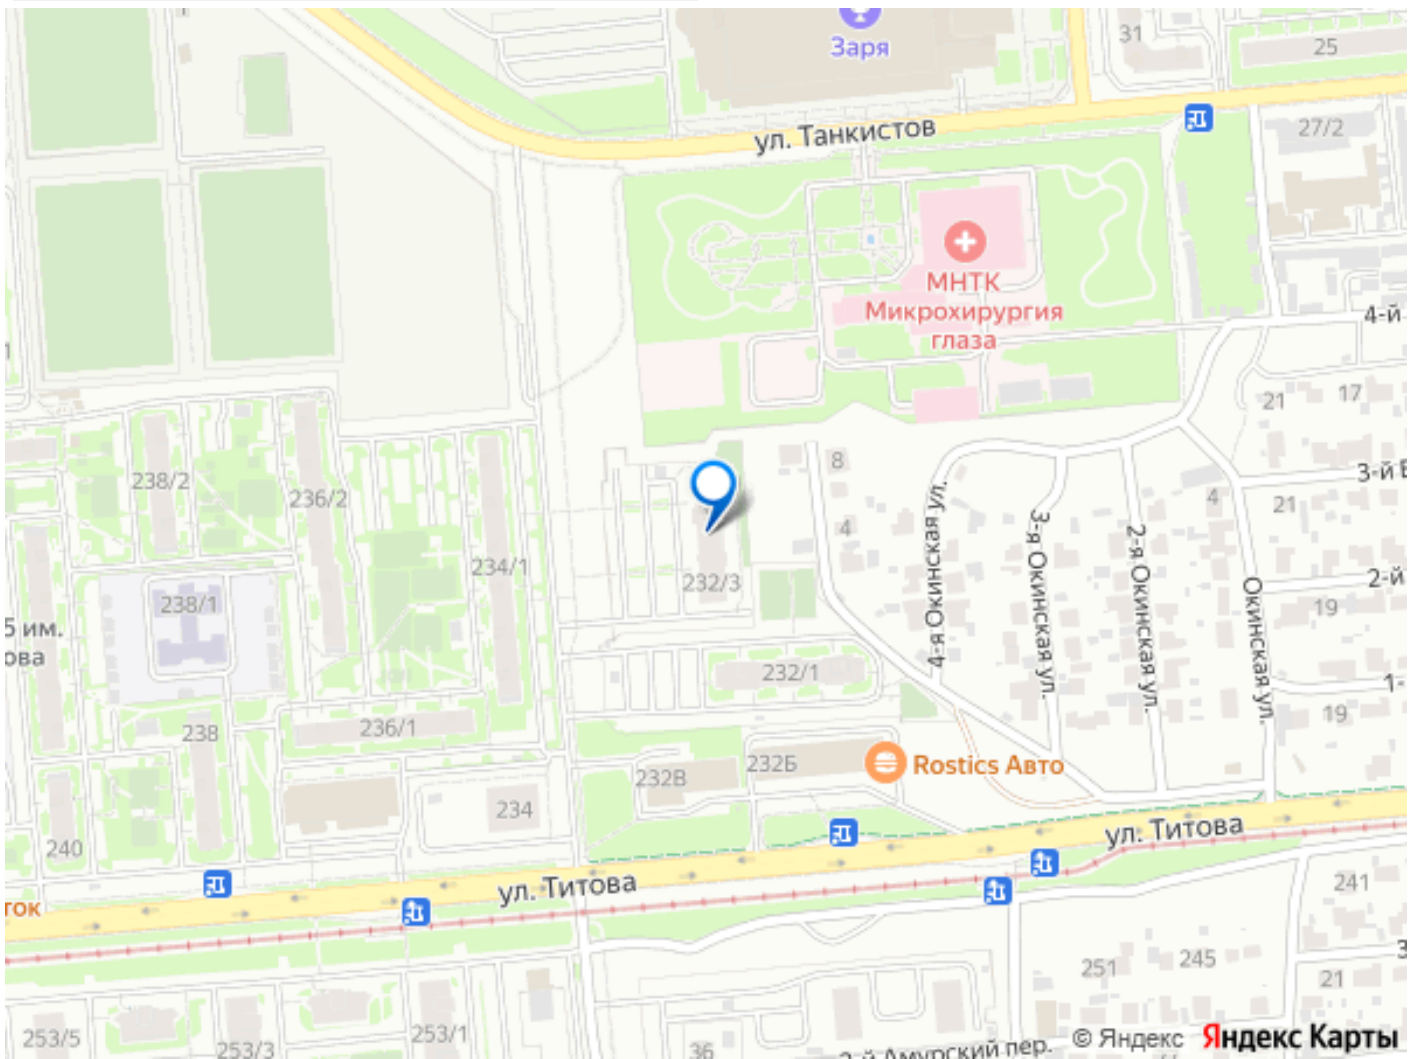 Заря
31
25
ул. Танкистов
27/2
МНТК
Микрохирургия
глаза
4-й
21
17
8
238/2
236/2
3-й
4
21
4
4-я Окинская ул.
3-я Окинская ул.
2-я Окинская ул.
Окинская ул.
234/1
232/3
2-й
238/1
19
5 им.
ова
232/1
1-
19
236/1
238
232Б
Rostics Авто
232В
234
ул. Титова
240
ул. Титова
ток
241
251
245
21
3
253/5
253/3
253/1
36
2-й Амурский пер.
© Яндекс
Яндекс Карты